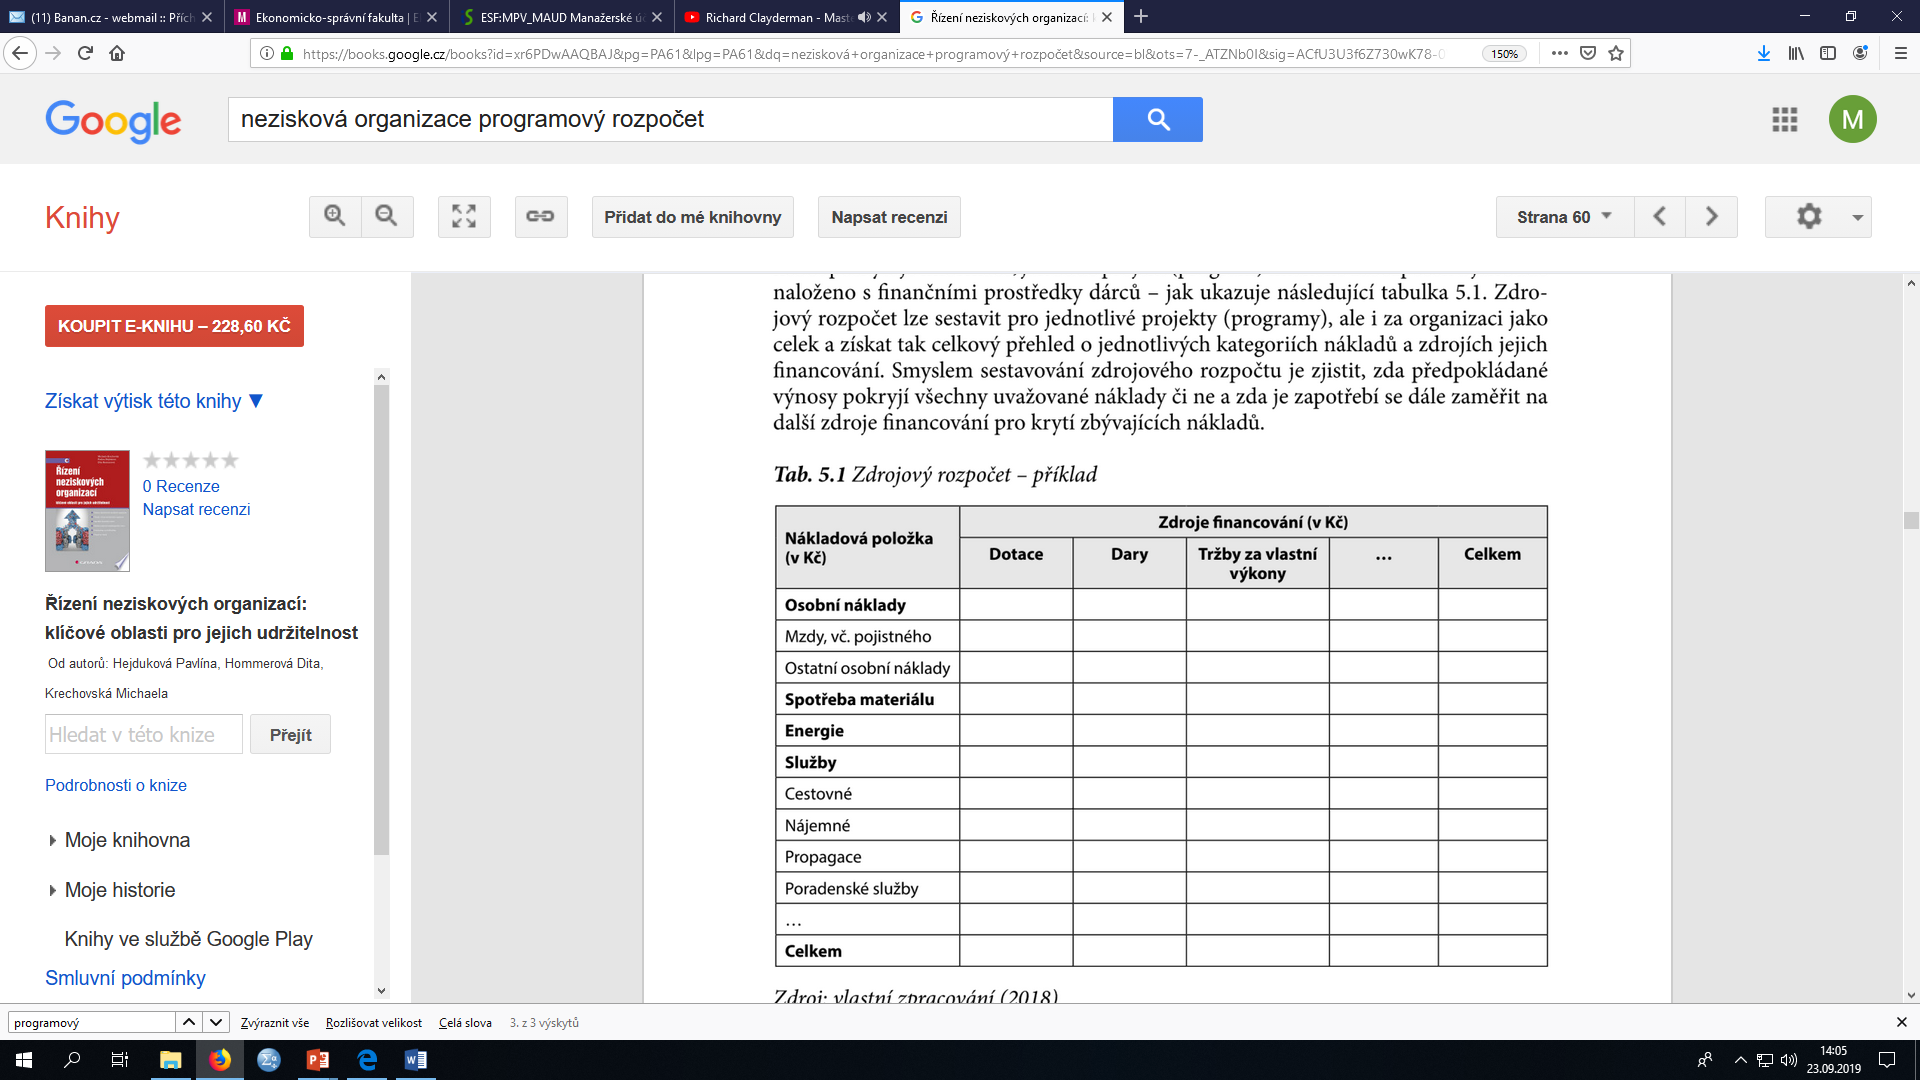 (11) Banan.cz - webmail :: Přích
Ekonomicko-správní fakulta | E
ESF:MPV_MAUD Manažerské úč
Richard Clayderman - Mast
Řízení neziskových organizací: k
https://books.google.cz/books?id=xr6PDwAAQBAJ&pg=PA61&lpg=PA61&dq=nezisková+organizace+programový+rozpočet&source=bl&ots=7-_ATZNb0I&sig=ACfU3U3f6Z730wK78-0
150%
Google
nezisková organizace programový rozpočet
M
Knihy
Přidat do mé knihovny
Napsat recenzi
Strana 60
KOUPIT E-KNIHU – 228,60 KČ
Získat výtisk této knihy ▼
Řízení
neziskových
organizací
0 Recenze
Napsat recenzi
Řízení neziskových organizací:
klíčové oblasti pro jejich udržitelnost
Od autorů: Hejduková Pavlína, Hommerová Dita,
Krechovská Michaela
Hledat v této knize
Přejít
Podrobnosti o knize
Moje knihovna
Moje historie
Knihy ve službě Google Play
Smluvní podmínky
naloženo s finančními prostředky dárců – jak ukazuje následující tabulka 5.1. Zdro-
jový rozpočet lze sestavit pro jednotlivé projekty (programy), ale i za organizaci jako
celek a získat tak celkový přehled o jednotlivých kategoriích nákladů a zdrojích jejich
financování. Smyslem sestavování zdrojového rozpočtu je zjistit, zda předpokládané
výnosy pokryjí všechny uvažované náklady či ne a zda je zapotřebí se dále zaměřit na
další zdroje financování pro krytí zbývajících nákladů.
Tab. 5.1 Zdrojový rozpočet – příklad
Nákladová položka
(v Kč)
Zdroje financování (v Kč)
Dotace
Dary
Tržby za vlastní
výkony
…
Celkem
Osobní náklady
Mzdy, vč. pojistného
Ostatní osobní náklady
Spotřeba materiálu
Energie
Služby
Cestovné
Nájemné
Propagace
Poradenské služby
…
Celkem
Zdroj: vlastní zpracování (2018)
programový
Zvýraznit vše
Rozlišovat velikost
Celá slova
3. z 3 výskytů
14:05
23.09.2019